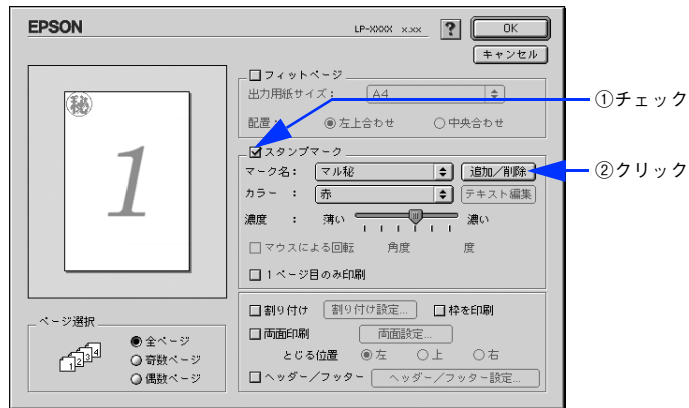 EPSON
LP-XXXX x.xx
?
OK
キャンセル
秘
1
フィットページ
出力用紙サイズ： A4
配置： 左上合わせ 中央合わせ
①チェック
スタンプマーク
マーク名： マル秘 追加／削除
②クリック
カラー ： 赤 テキスト編集
濃度 ： 薄い 濃い
マウスによる回転 角度 度
1ページ目のみ印刷
割り付け 割り付け設定... 枠を印刷
両面印刷 両面設定...
とじる位置 左 上 右
ヘッダー／フッター ヘッダー／フッター設定...
ページ選択
1 2 3 4
全ページ
奇数ページ
偶数ページ